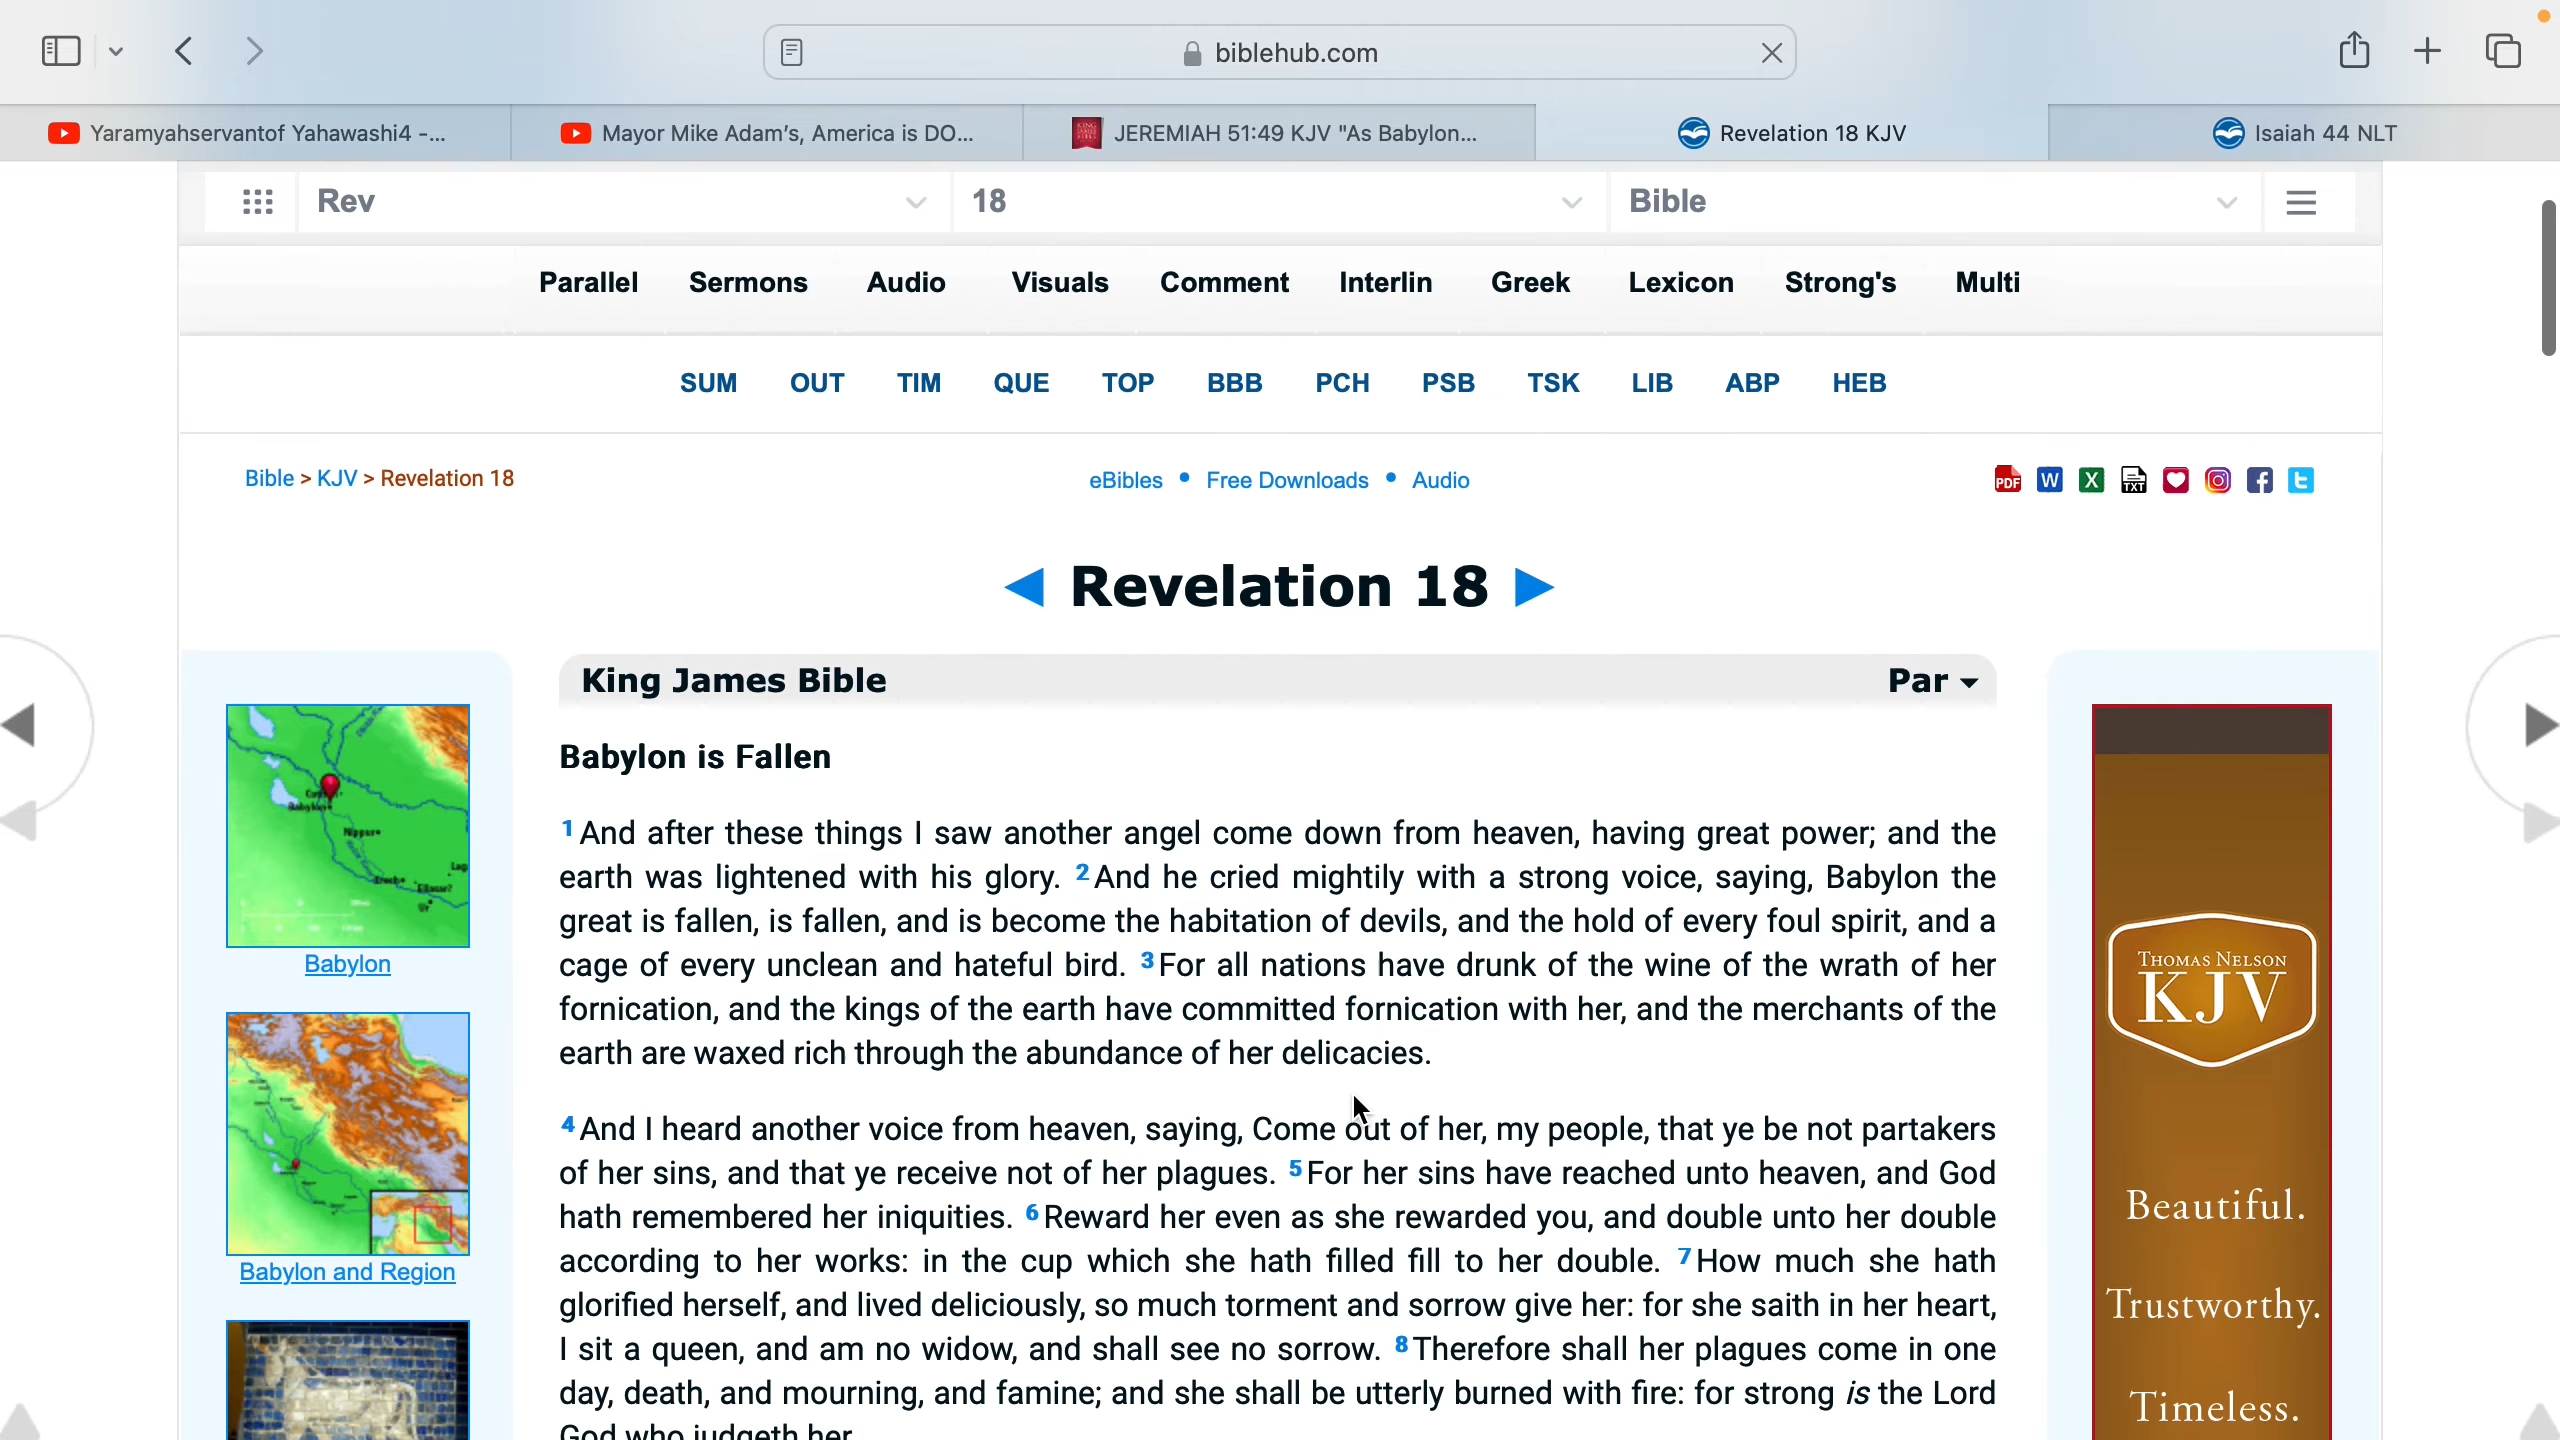 biblehub.com
Yaramyahservantof Yahawashi4 -...
Mayor Mike Adam's, America is DO...
JEREMIAH 51:49 KJV "As Babylon...
Revelation 18 KJV
Isaiah 44 NLT
Rev
18
Bible
Parallel Sermons Audio Visuals Comment Interlin Greek Lexicon Strong's Multi
SUM OUT TIM QUE TOP BBB PCH PSB TSK LIB ABP HEB
Bible > KJV > Revelation 18
eBibles • Free Downloads • Audio
PDF W X TXT
◄ Revelation 18 ►
King James Bible
Par
Babylon is Fallen
1 And after these things I saw another angel come down from heaven, having great power; and the
earth was lightened with his glory. 2 And he cried mightily with a strong voice, saying, Babylon the
great is fallen, is fallen, and is become the habitation of devils, and the hold of every foul spirit, and a
cage of every unclean and hateful bird. 3 For all nations have drunk of the wine of the wrath of her
fornication, and the kings of the earth have committed fornication with her, and the merchants of the
earth are waxed rich through the abundance of her delicacies.
4 And I heard another voice from heaven, saying, Come out of her, my people, that ye be not partakers
of her sins, and that ye receive not of her plagues. 5 For her sins have reached unto heaven, and God
hath remembered her iniquities. 6 Reward her even as she rewarded you, and double unto her double
according to her works: in the cup which she hath filled fill to her double. 7 How much she hath
glorified herself, and lived deliciously, so much torment and sorrow give her: for she saith in her heart,
I sit a queen, and am no widow, and shall see no sorrow. 8 Therefore shall her plagues come in one
day, death, and mourning, and famine; and she shall be utterly burned with fire: for strong is the Lord
God who judgeth her.
Babylon
Nippur
Babylon
Babylon and Region
THOMAS NELSON
KJV
Beautiful.
Trustworthy.
Timeless.